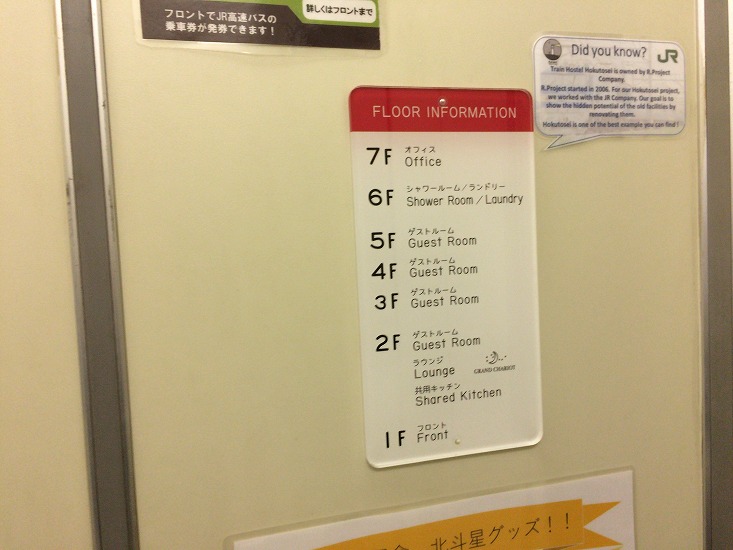 詳しくはフロントまで
フロントでJR高速バスの
乗車券が発券できます！
Did you know?
JR
Train Hostel Hokutosei is owned by R.Project
Company.
R.Project started in 2006. For our Hokutosei project,
we worked with the JR Company. Our goal is to
show the hidden potential of the old facilities by
renovating them.
Hokutosei is one of the best example you can find !
FLOOR INFORMATION
7F オフィス
Office
6F シャワールーム／ランドリー
Shower Room / Laundry
5F ゲストルーム
Guest Room
4F ゲストルーム
Guest Room
3F ゲストルーム
Guest Room
2F ゲストルーム
Guest Room
ラウンジ
Lounge GRAND CHARIOT
共用キッチン
Shared Kitchen
1F フロント
Front
北斗星グッズ！！